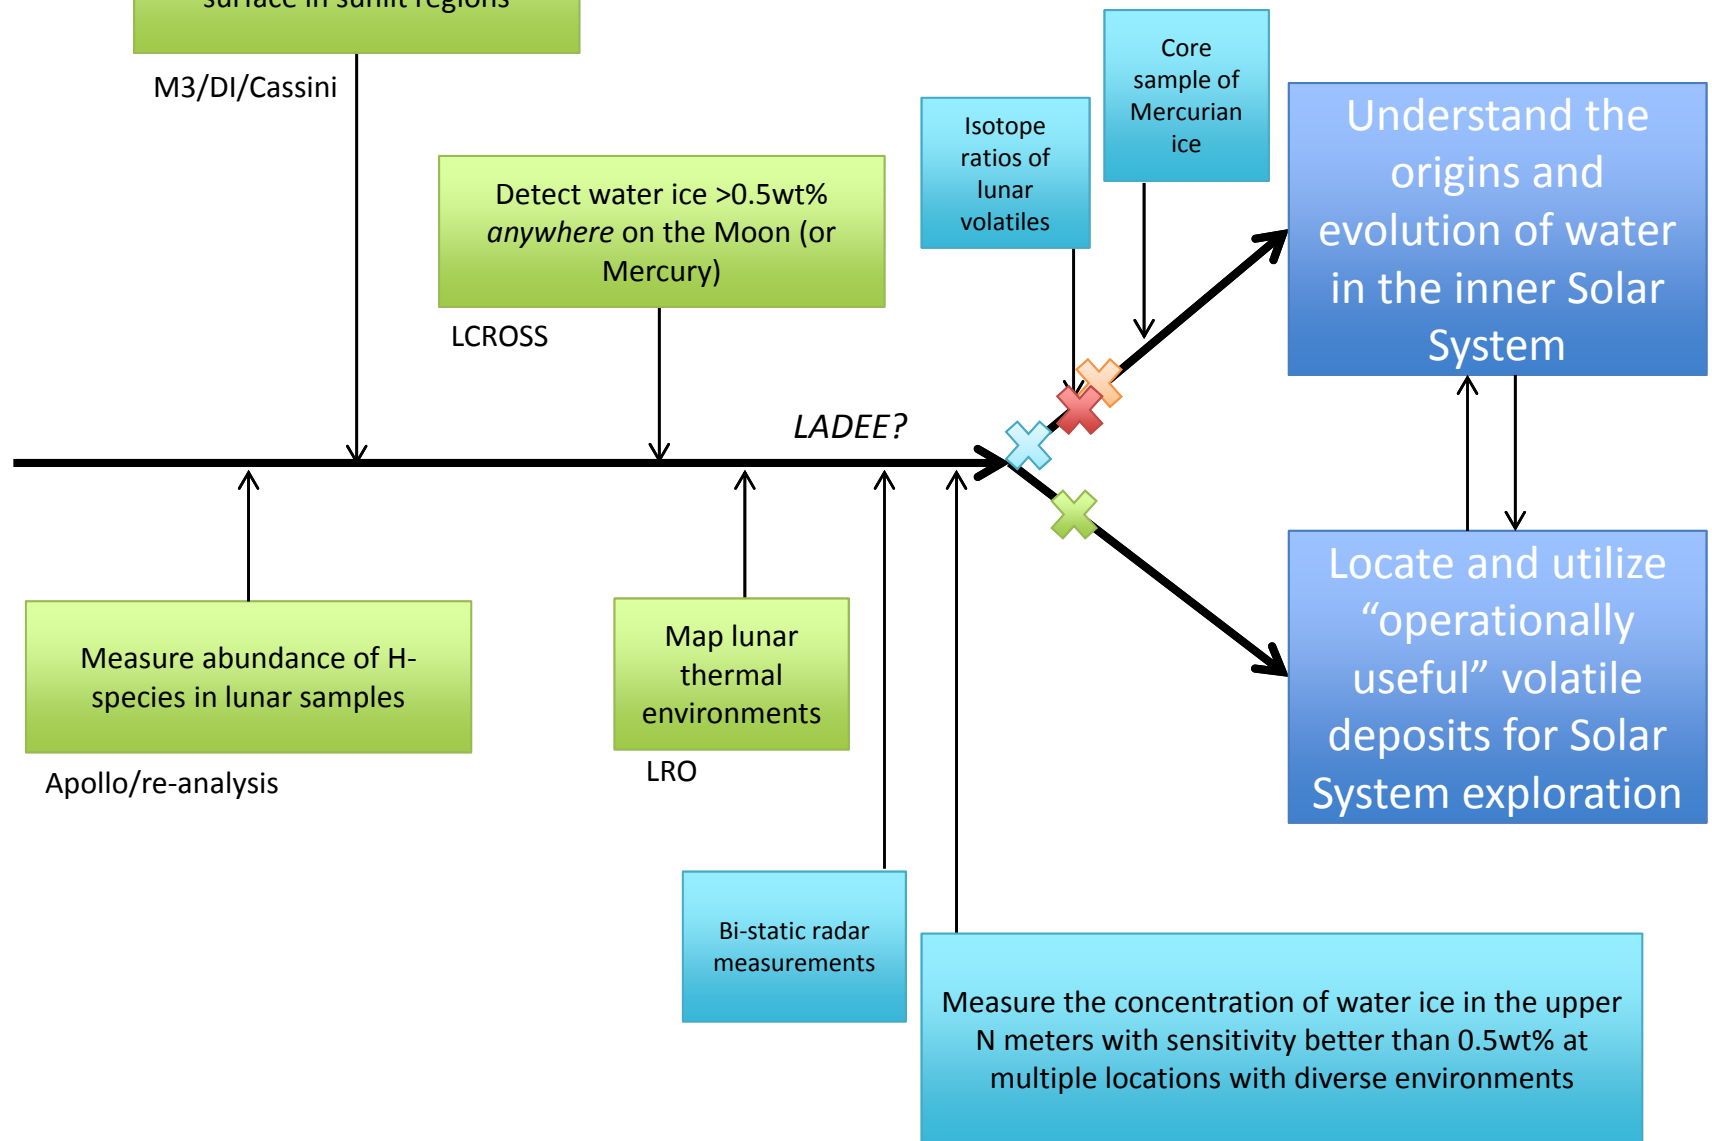 surface in sunlit regions
M3/DI/Cassini
Core
sample of
Mercurian
ice
Isotope
ratios of
lunar
volatiles
Understand the
origins and
evolution of water
in the inner Solar
System
Detect water ice >0.5wt%
anywhere on the Moon (or
Mercury)
LCROSS
LADEE?
Measure abundance of H-
species in lunar samples
Apollo/re-analysis
Map lunar
thermal
environments
LRO
Locate and utilize
“operationally
useful” volatile
deposits for Solar
System exploration
Bi-static radar
measurements
Measure the concentration of water ice in the upper
N meters with sensitivity better than 0.5wt% at
multiple locations with diverse environments